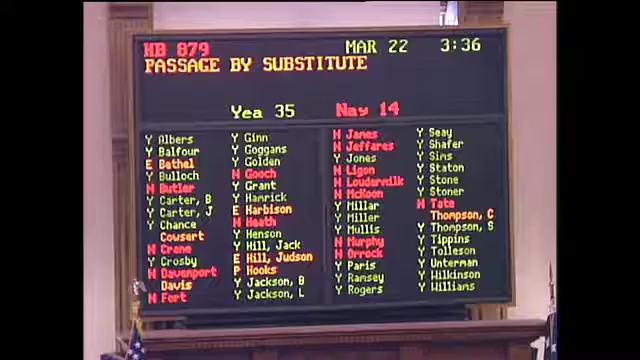 HB 879 MAR 22 3:36
PASSAGE BY SUBSTITUTE
Yea 35 Nay 14
Y Albers
Y Balfour
E Bethel
Y Bulloch
N Butler
Y Carter, B
Y Carter, J
Y Chance
Cowsert
N Crane
Y Crosby
N Davenport
Davis
N Fort
Y Ginn
Y Goggans
Y Golden
N Gooch
Y Grant
Y Hamrick
E Harbison
N Heath
Y Henson
Y Hill, Jack
E Hill, Judson
P Hooks
Y Jackson, B
Y Jackson, L
N James
N Jeffares
Y Jones
N Ligon
N Loudermilk
N McKoon
Y Millar
Y Miller
Y Mullis
N Murphy
N Orrock
Y Paris
Y Ramsey
Y Rogers
Y Seay
Y Shafer
Y Sims
Y Staton
Y Stone
Y Stoner
N Tate
Thompson, C
Y Thompson, S
Y Tippins
Y Tolleson
Y Unterman
Y Wilkinson
Y Williams